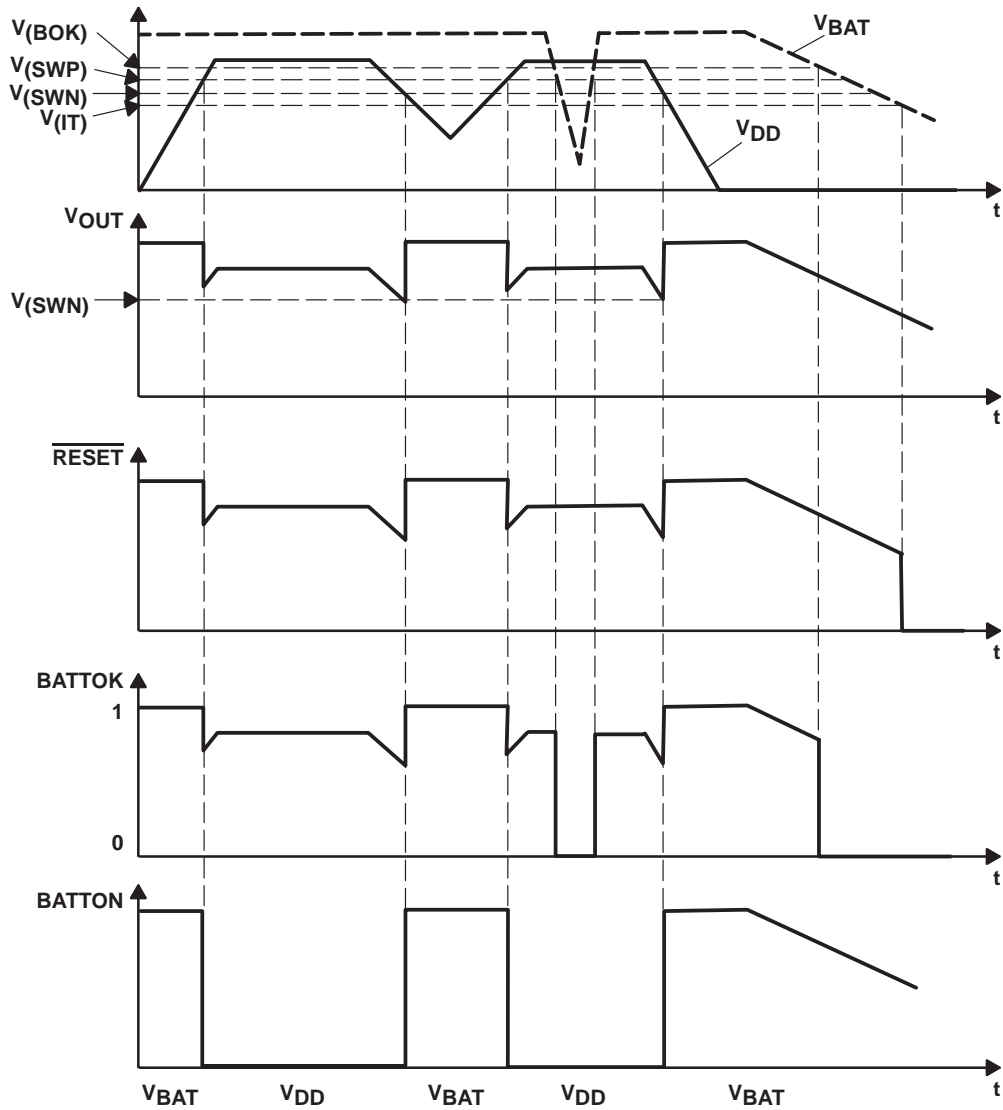 V(BOK)
V(SWP)
V(SWN)
V(IT)
VBAT
VDD
t
VOUT
V(SWN)
t
RESET
t
BATTOK
1
0
t
BATTON
t
VBAT VDD VBAT VDD VBAT